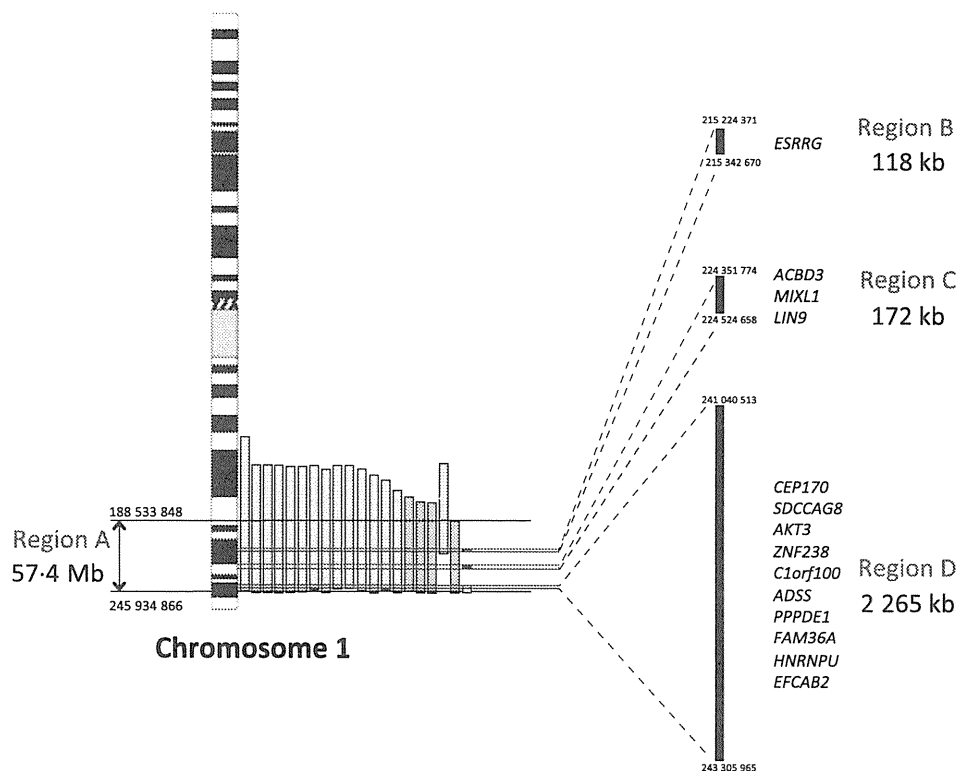 215 224 371
ESRRG
215 342 670
Region B
118 kb
224 351 774
ACBD3
MIXL1
LIN9
224 524 658
Region C
172 kb
241 040 513
CEP170
SDCCAG8
AKT3
ZNF238
C1orf100
ADSS
PPPDE1
FAM36A
HNRNPU
EFCAB2
243 305 965
Region D
2 265 kb
188 533 848
Region A
57·4 Mb
245 934 866
Chromosome 1